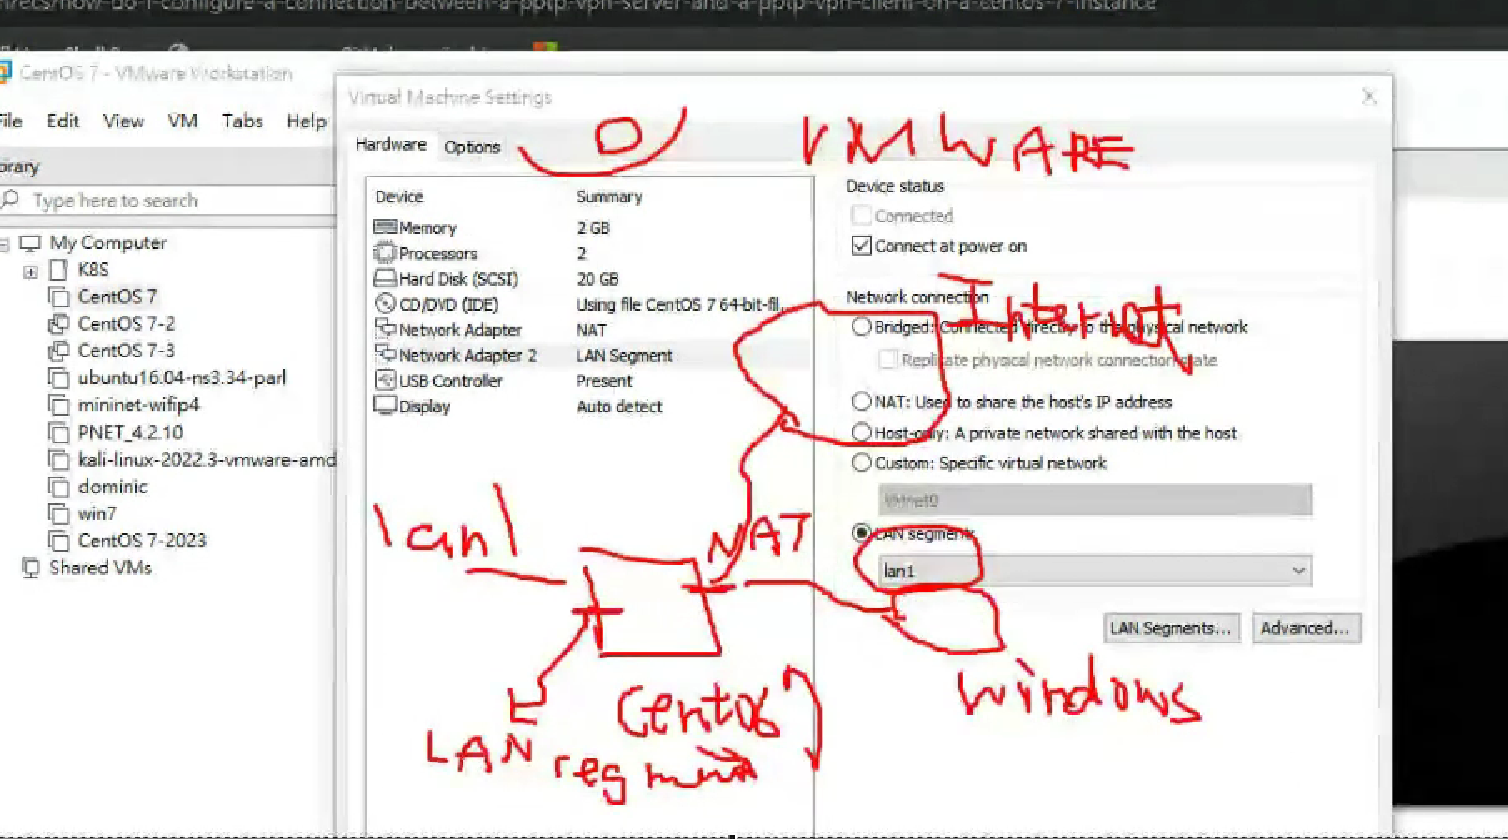 n/ecs/how-do-i-configure-a-connection-between-a-pptp-vpn-server-and-a-pptp-vpn-client-on-a-centos-7-instance
CentOS 7 - VMware Workstation
File Edit View VM Tabs Help
brary
Type here to search
My Computer
K8S
CentOS 7
CentOS 7-2
CentOS 7-3
ubuntu16.04-ns3.34-parl
mininet-wifip4
PNET_4.2.10
kali-linux-2022.3-vmware-amd
dominic
win7
CentOS 7-2023
Shared VMs
Virtual Machine Settings
Hardware Options
VMWARE
Device Summary
Memory 2 GB
Processors 2
Hard Disk (SCSI) 20 GB
CD/DVD (IDE) Using file CentOS 7 64-bit-fil...
Network Adapter NAT
Network Adapter 2 LAN Segment
USB Controller Present
Display Auto detect
Device status
Connected
Connect at power on
Network connection
Internet
Bridged: Connected directly to the physical network
Replicate physical network connection state
NAT: Used to share the host's IP address
Host-only: A private network shared with the host
Custom: Specific virtual network
VMnet0
LAN segment:
lan1
LAN Segments... Advanced...
lan1
NAT
Windows
CentOS
LAN